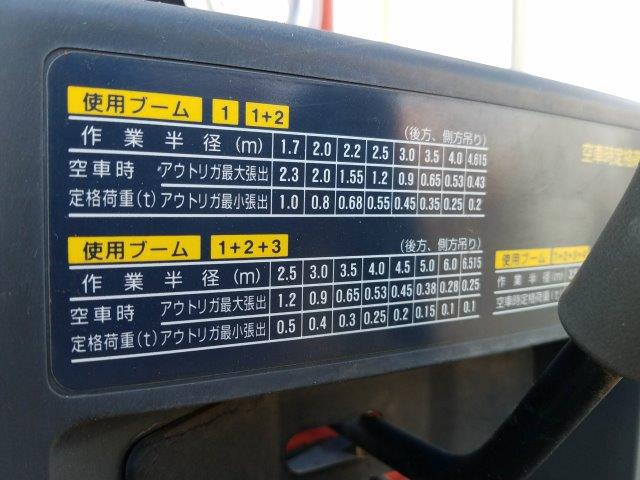 使用ブーム 1 1+2
作業半径(m) 1.7 2.0 2.2 2.5 3.0 3.5 4.0 4.615
(後方、側方吊り)
空車時 アウトリガ最大張出 2.3 2.0 1.55 1.2 0.9 0.65 0.53 0.43
定格荷重(t) アウトリガ最小張出 1.0 0.8 0.68 0.55 0.45 0.35 0.25 0.2
空車時定格
使用ブーム 1+2+3
(後方、側方吊り)
作業半径(m) 2.5 3.0 3.5 4.0 4.5 5.0 6.0 6.515
空車時 アウトリガ最大張出 1.2 0.9 0.65 0.53 0.45 0.38 0.28 0.25
定格荷重(t) アウトリガ最小張出 0.5 0.4 0.3 0.25 0.2 0.15 0.1 0.1
使用ブーム 1+2+3+4
作業半径(m)
空車時定格荷重(t)